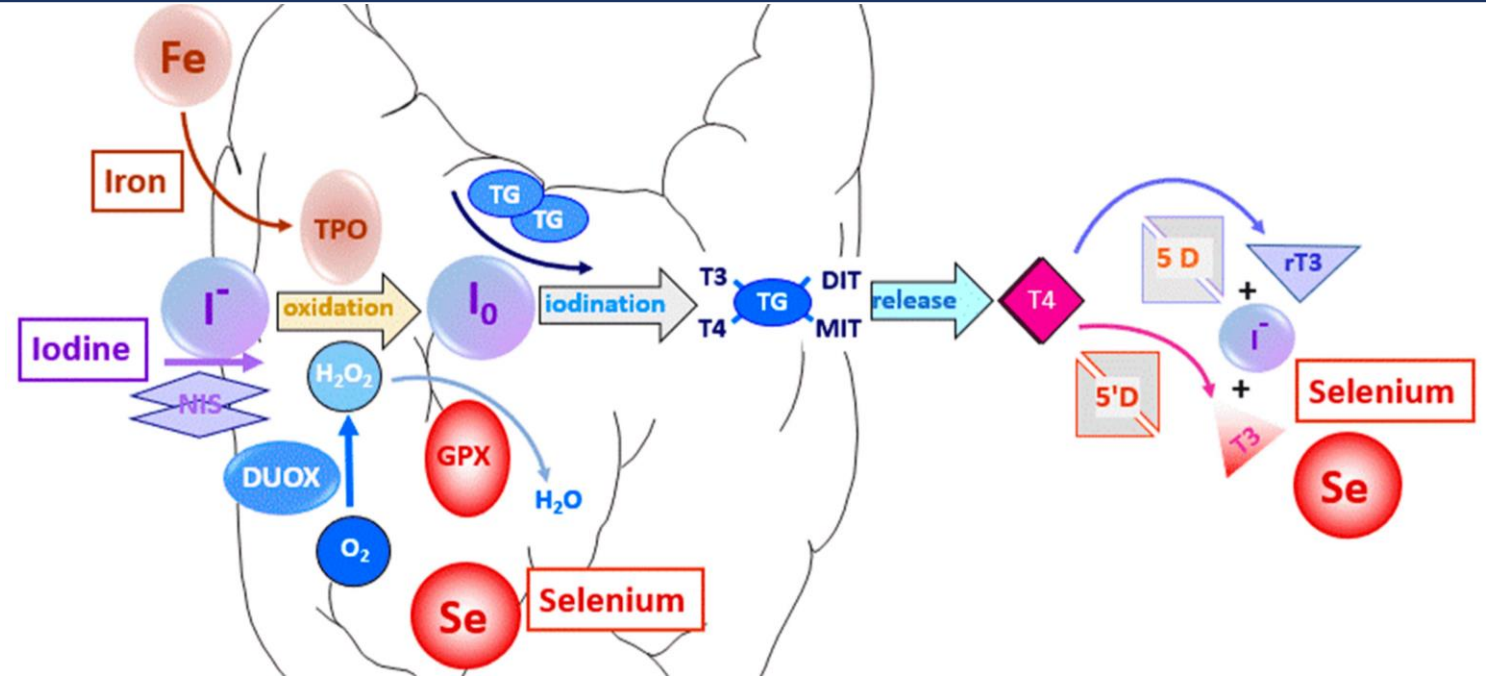 Fe
Iron
TPO
TG
TG
I⁻
oxidation
I₀
iodination
T3
T4
TG
DIT
MIT
release
T4
5 D
rT3
+
I⁻
+
5'D
T3
Selenium
Se
Iodine
NIS
H₂O₂
DUOX
O₂
GPX
H₂O
Se
Selenium